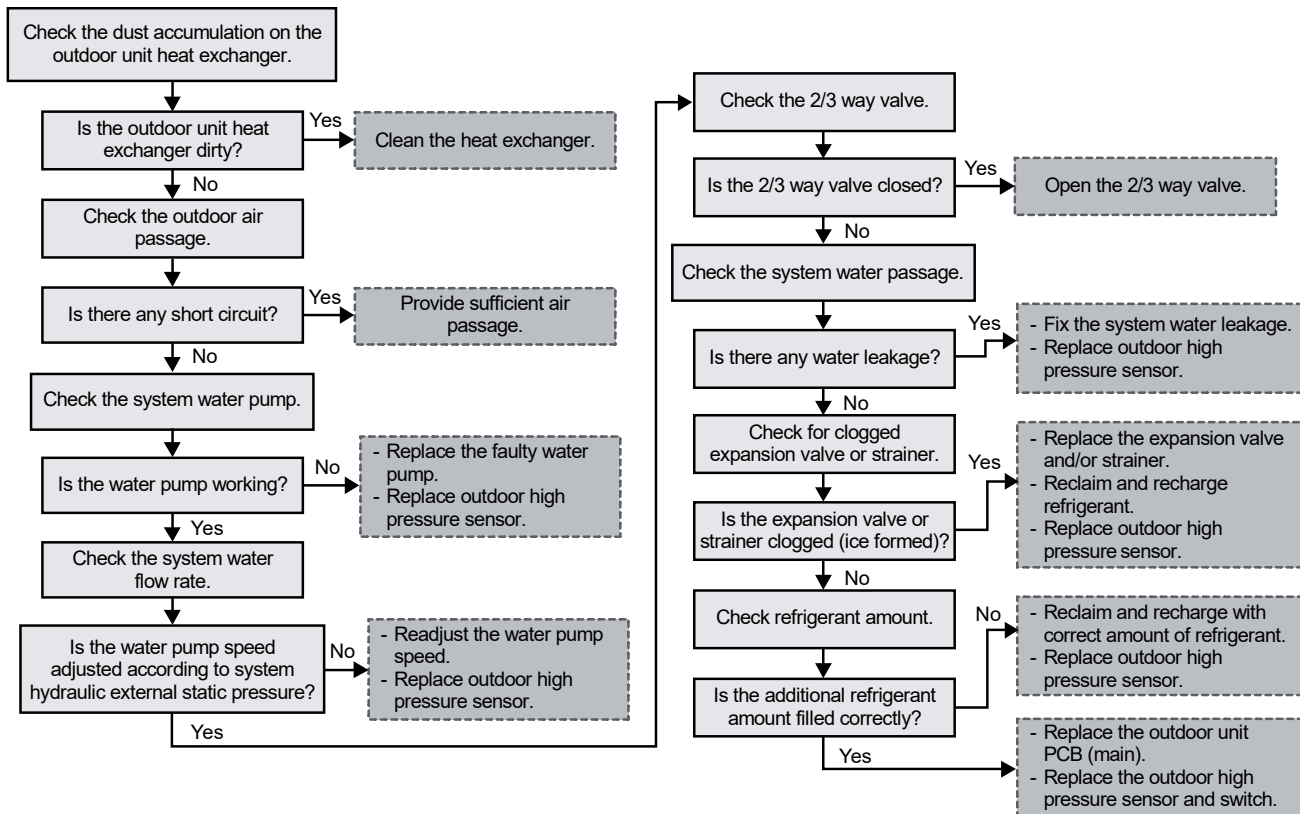 Check the dust accumulation on the
outdoor unit heat exchanger.
Is the outdoor unit heat
exchanger dirty?
Yes
Clean the heat exchanger.
No
Check the outdoor air
passage.
Is there any short circuit?
Yes
Provide sufficient air
passage.
No
Check the system water pump.
Is the water pump working?
No
- Replace the faulty water
pump.
- Replace outdoor high
pressure sensor.
Yes
Check the system water
flow rate.
Is the water pump speed
adjusted according to system
hydraulic external static pressure?
No
- Readjust the water pump
speed.
- Replace outdoor high
pressure sensor.
Yes
Check the 2/3 way valve.
Is the 2/3 way valve closed?
Yes
Open the 2/3 way valve.
No
Check the system water passage.
Is there any water leakage?
Yes
- Fix the system water leakage.
- Replace outdoor high
pressure sensor.
No
Check for clogged
expansion valve or strainer.
Is the expansion valve or
strainer clogged (ice formed)?
Yes
- Replace the expansion valve
and/or strainer.
- Reclaim and recharge
refrigerant.
- Replace outdoor high
pressure sensor.
No
Check refrigerant amount.
Is the additional refrigerant
amount filled correctly?
No
- Reclaim and recharge with
correct amount of refrigerant.
- Replace outdoor high
pressure sensor.
Yes
- Replace the outdoor unit
PCB (main).
- Replace the outdoor high
pressure sensor and switch.